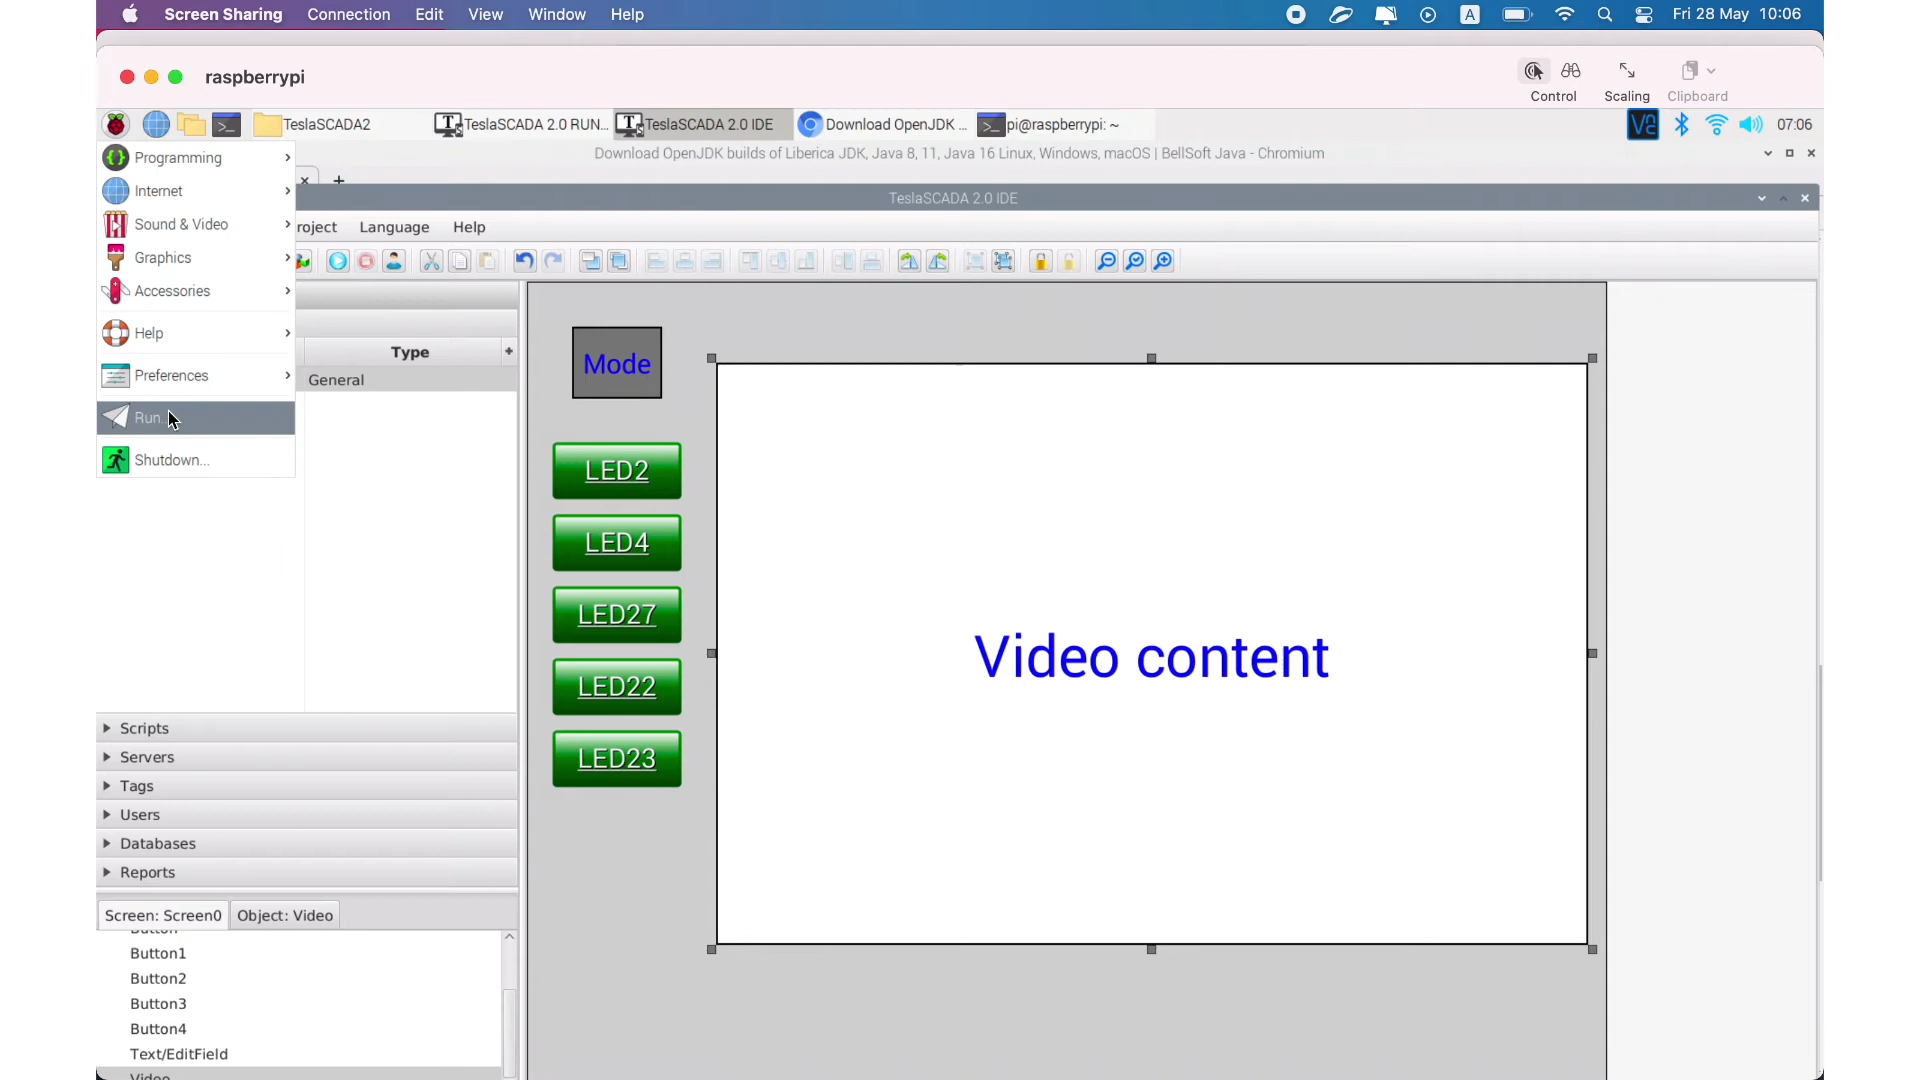 Screen Sharing Connection Edit View Window Help
A
Fri 28 May 10:06
raspberrypi
Control
Scaling
Clipboard
TeslaSCADA2
TeslaSCADA 2.0 RUN...
TeslaSCADA 2.0 IDE
Download OpenJDK ...
pi@raspberrypi: ~
07:06
Download OpenJDK builds of Liberica JDK, Java 8, 11, Java 16 Linux, Windows, macOS | BellSoft Java - Chromium
Programming
Internet
Sound & Video
Graphics
Accessories
Help
Preferences
Run...
Shutdown...
TeslaSCADA 2.0 IDE
roject Language Help
Type
General
Mode
LED2
LED4
LED27
LED22
LED23
Video content
Scripts
Servers
Tags
Users
Databases
Reports
Screen: Screen0
Object: Video
Button
Button1
Button2
Button3
Button4
Text/EditField
Video